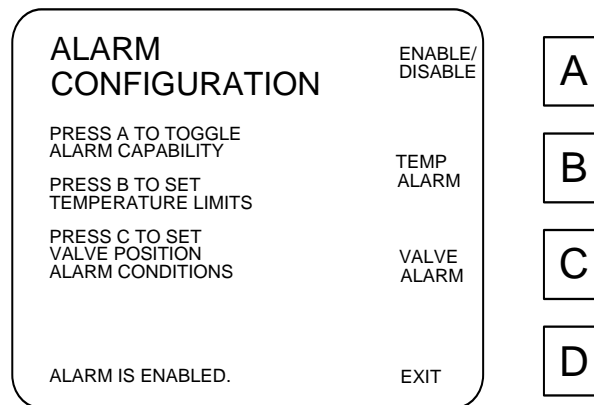 ALARM
CONFIGURATION
PRESS A TO TOGGLE
ALARM CAPABILITY
PRESS B TO SET
TEMPERATURE LIMITS
PRESS C TO SET
VALVE POSITION
ALARM CONDITIONS
ALARM IS ENABLED.
ENABLE/
DISABLE
TEMP
ALARM
VALVE
ALARM
EXIT
A
B
C
D